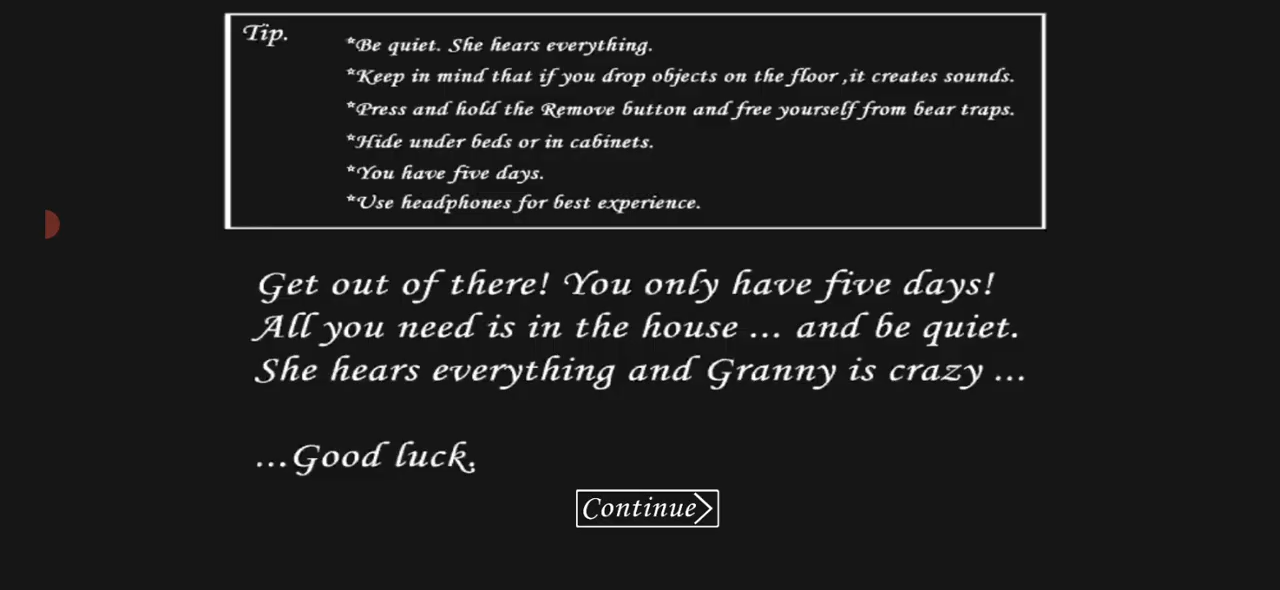 Tip.
*Be quiet. She hears everything.
*Keep in mind that if you drop objects on the floor ,it creates sounds.
*Press and hold the Remove button and free yourself from bear traps.
*Hide under beds or in cabinets.
*You have five days.
*Use headphones for best experience.
Get out of there! You only have five days!
All you need is in the house ... and be quiet.
She hears everything and Granny is crazy ...
...Good luck.
Continue>